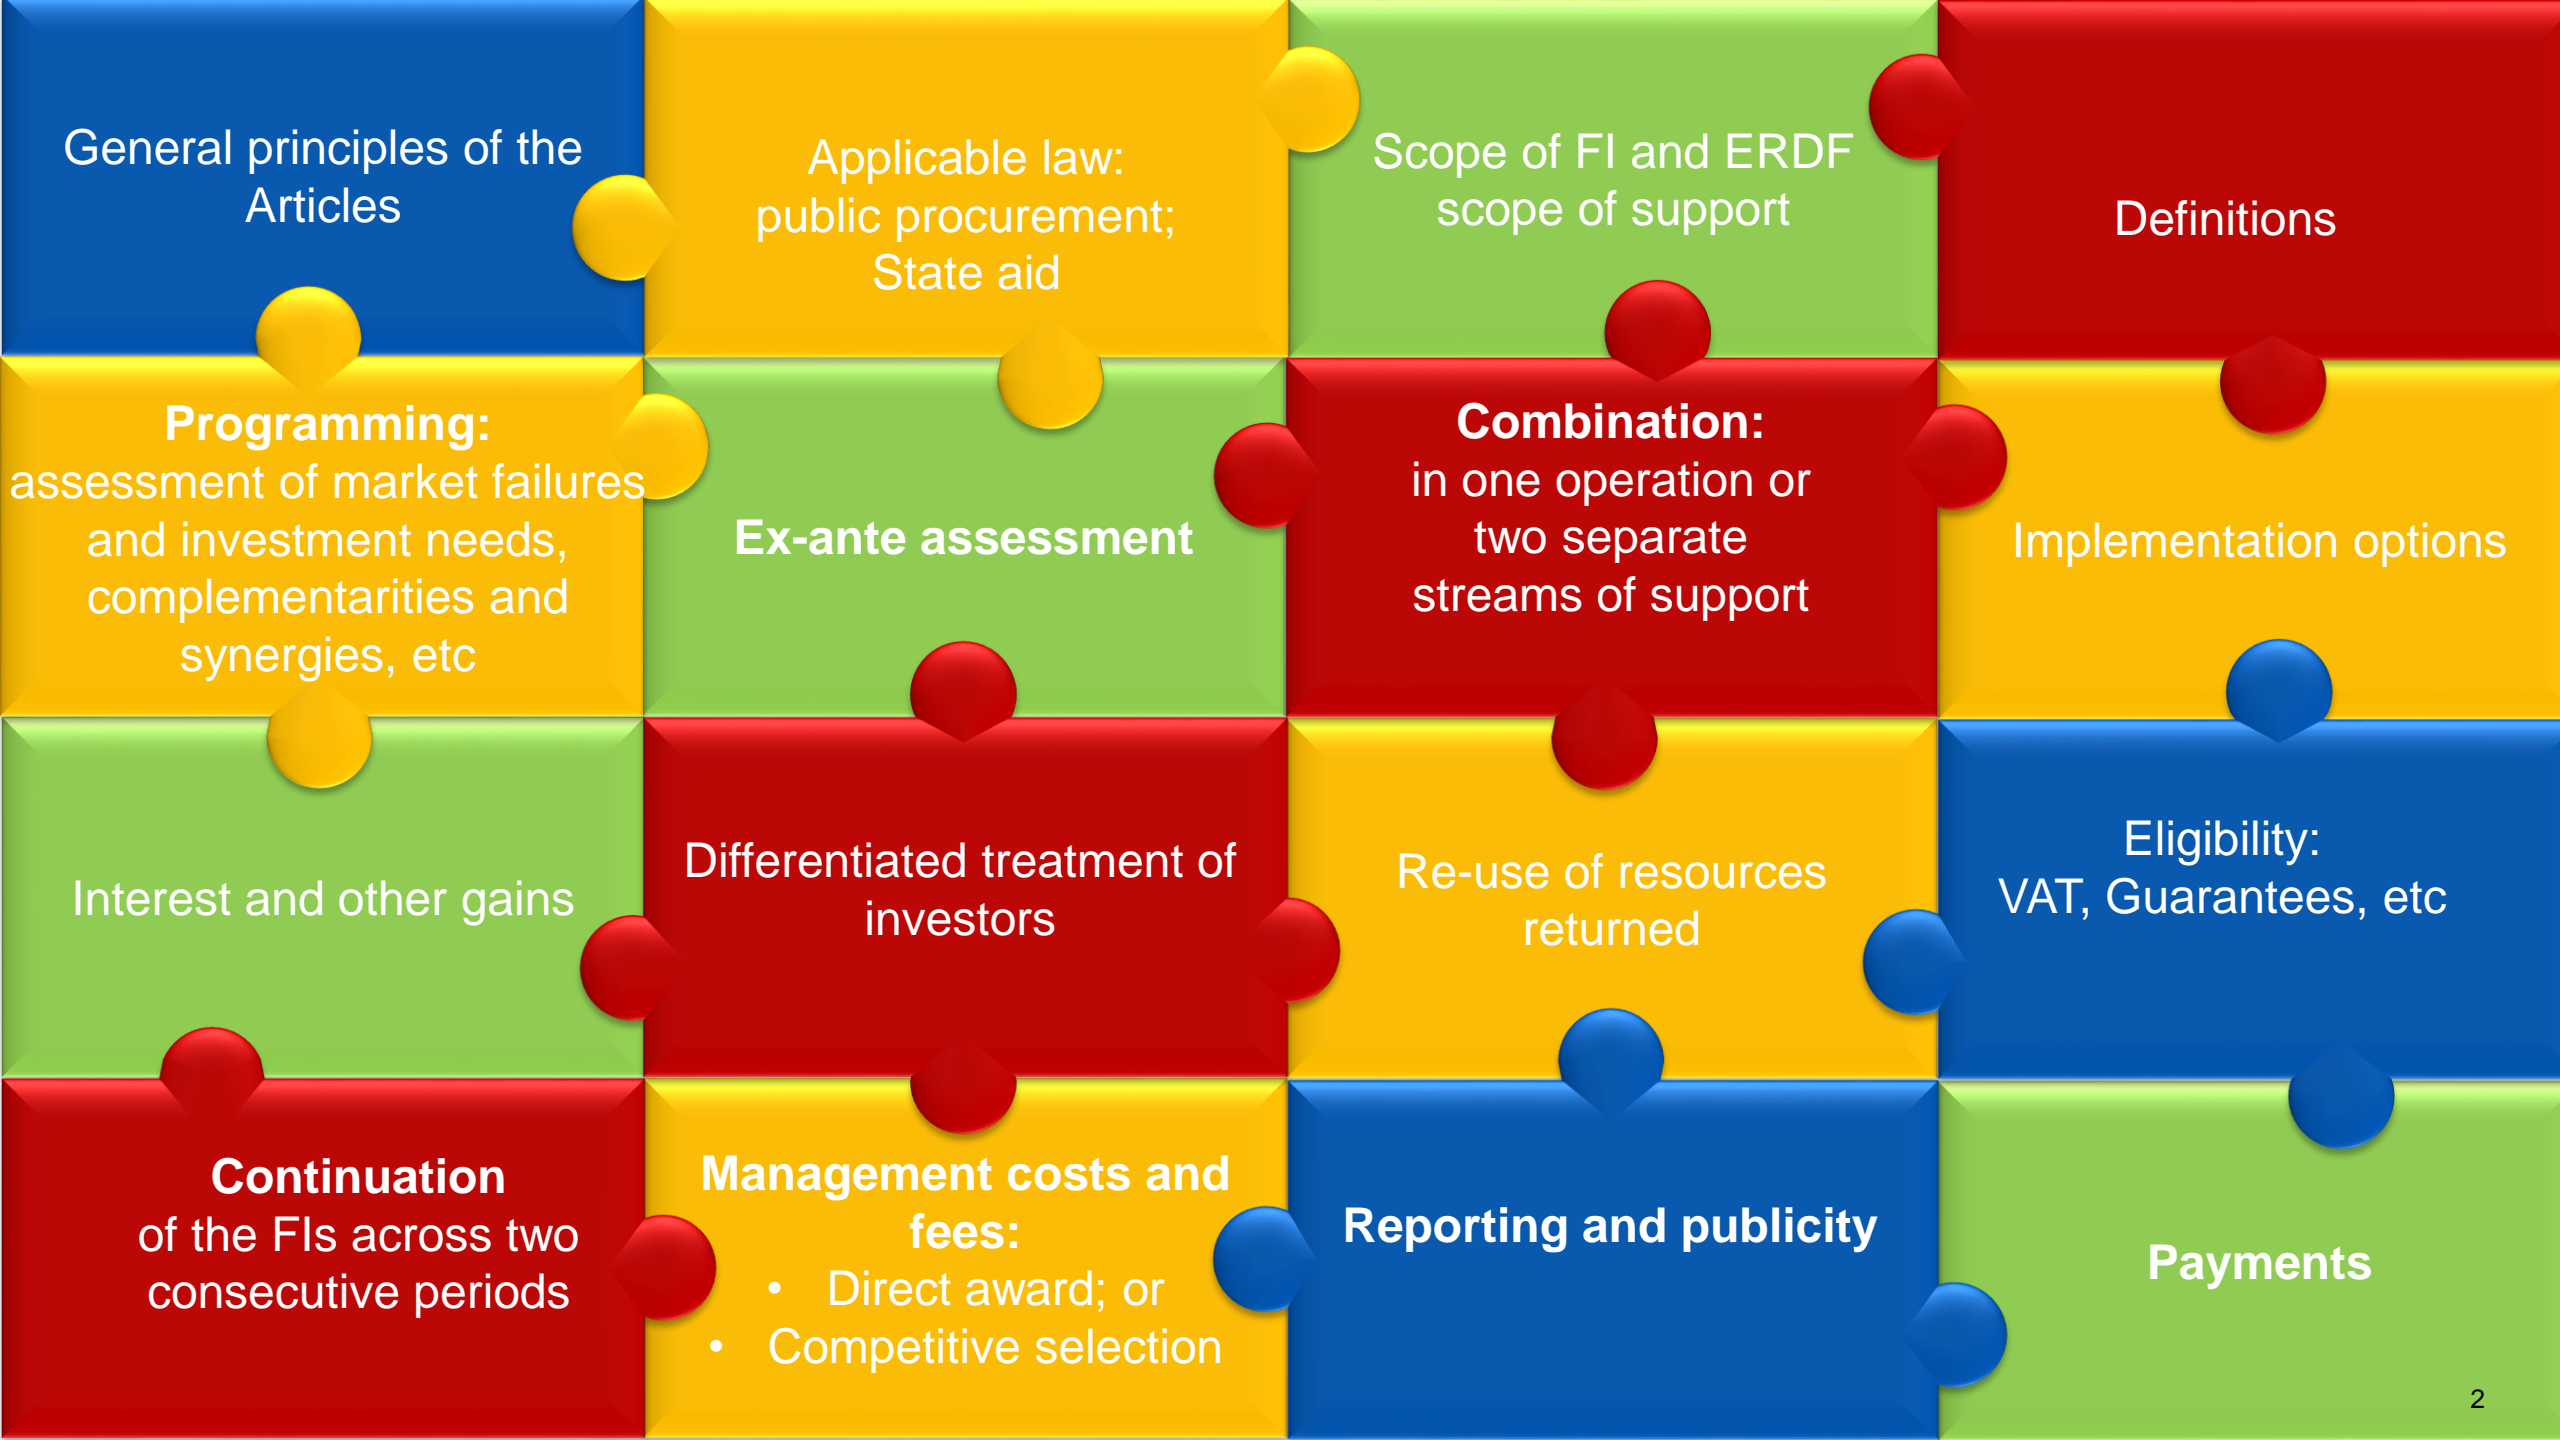 General principles of the
Articles
Applicable law:
public procurement;
State aid
Scope of FI and ERDF
scope of support
Definitions
Programming:
assessment of market failures
and investment needs,
complementarities and
synergies, etc
Ex-ante assessment
Combination:
in one operation or
two separate
streams of support
Implementation options
Interest and other gains
Differentiated treatment of
investors
Re-use of resources
returned
Eligibility:
VAT, Guarantees, etc
Continuation
of the FIs across two
consecutive periods
Management costs and
fees:
• Direct award; or
• Competitive selection
Reporting and publicity
Payments
2